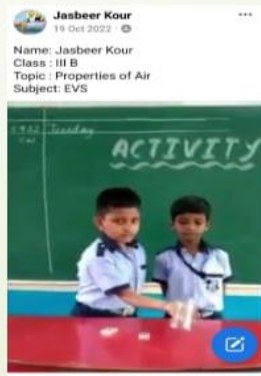 Jasbeer Kour
19 Oct 2022
Name: Jasbeer Kour
Class : III B
Topic : Properties of Air
Subject: EVS
Tuesday
ACTIVITY